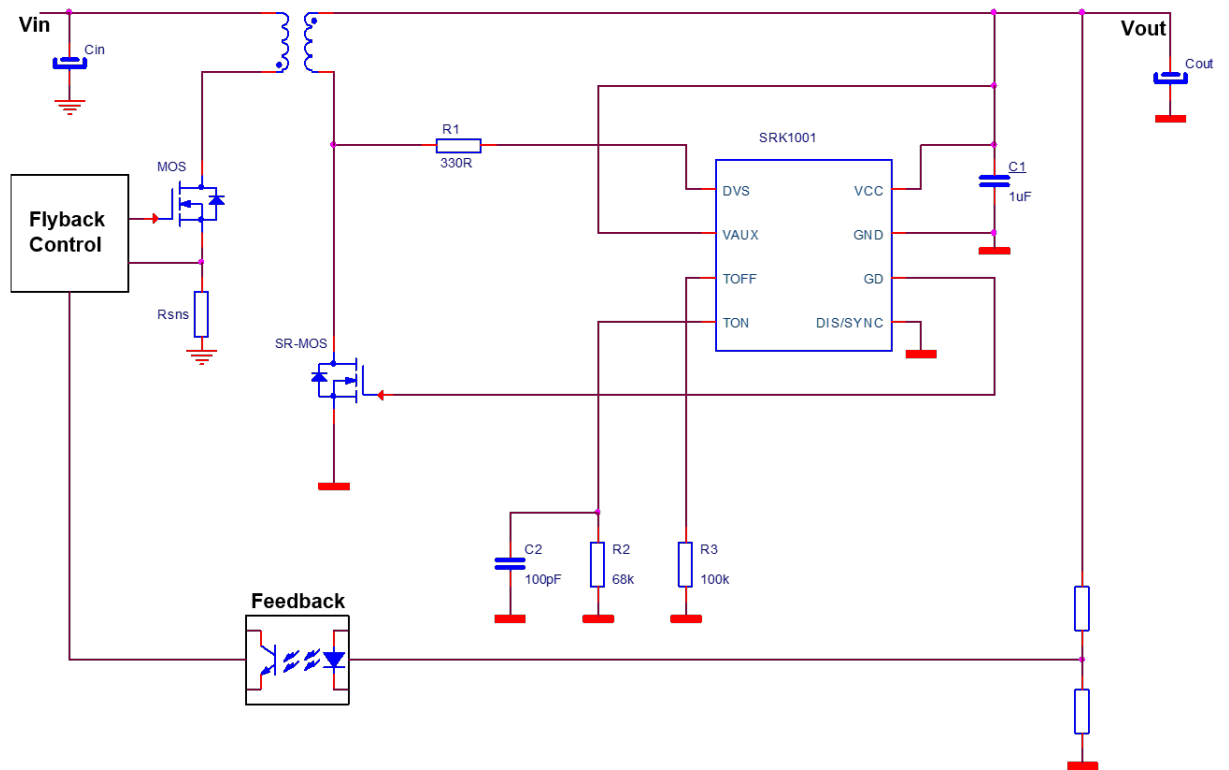 Vin
Cin
Vout
Cout
R1
330R
SRK1001
MOS
C1
1uF
DVS
VCC
Flyback
Control
VAUX
GND
TOFF
GD
Rsns
TON
DIS/SYNC
SR-MOS
C2
100pF
R2
68k
R3
100k
Feedback